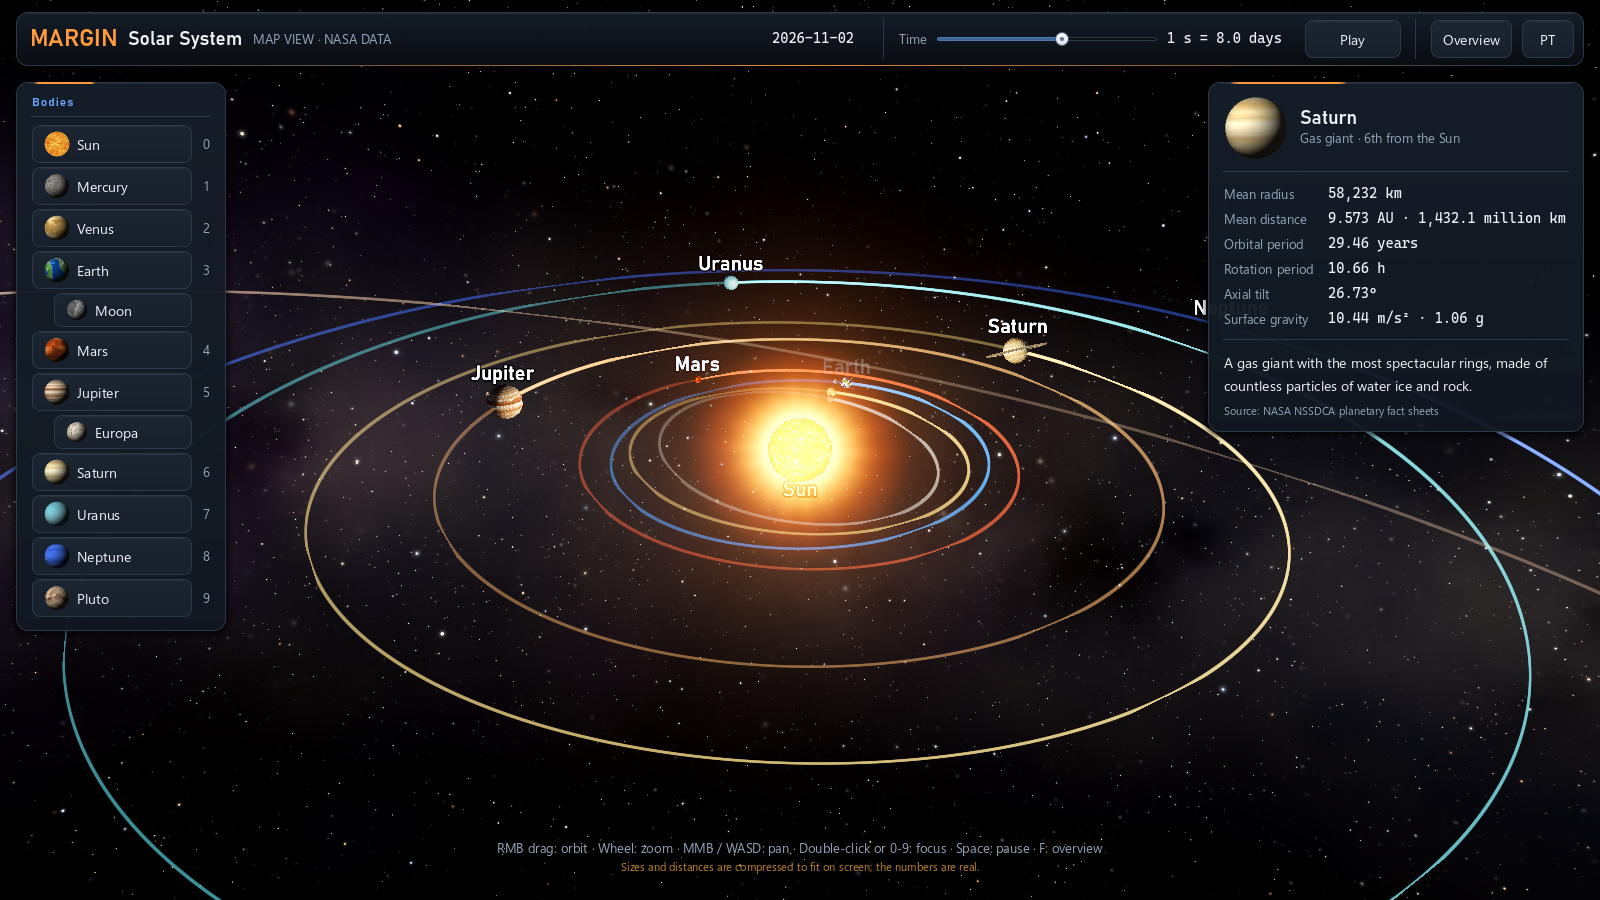 MARGIN Solar System MAP VIEW · NASA DATA
2026-11-02
Time
1 s = 8.0 days
Play
Overview
PT
Bodies
Sun 0
Mercury 1
Venus 2
Earth 3
Moon
Mars 4
Jupiter 5
Europa
Saturn 6
Uranus 7
Neptune 8
Pluto 9
Uranus
Saturn
Neptune
Mars
Earth
Jupiter
Sun
Saturn
Gas giant · 6th from the Sun
Mean radius 58,232 km
Mean distance 9.573 AU · 1,432.1 million km
Orbital period 29.46 years
Rotation period 10.66 h
Axial tilt 26.73°
Surface gravity 10.44 m/s² · 1.06 g
A gas giant with the most spectacular rings, made of
countless particles of water ice and rock.
Source: NASA NSSDCA planetary fact sheets
RMB drag: orbit · Wheel: zoom · MMB / WASD: pan · Double-click or 0-9: focus · Space: pause · F: overview
Sizes and distances are compressed to fit on screen; the numbers are real.